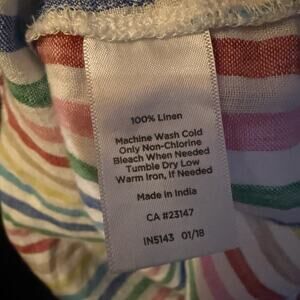 100% Linen
Machine Wash Cold
Only Non-Chlorine
Bleach When Needed
Tumble Dry Low
Warm Iron, If Needed
Made in India
CA #23147
IN5143 01/18